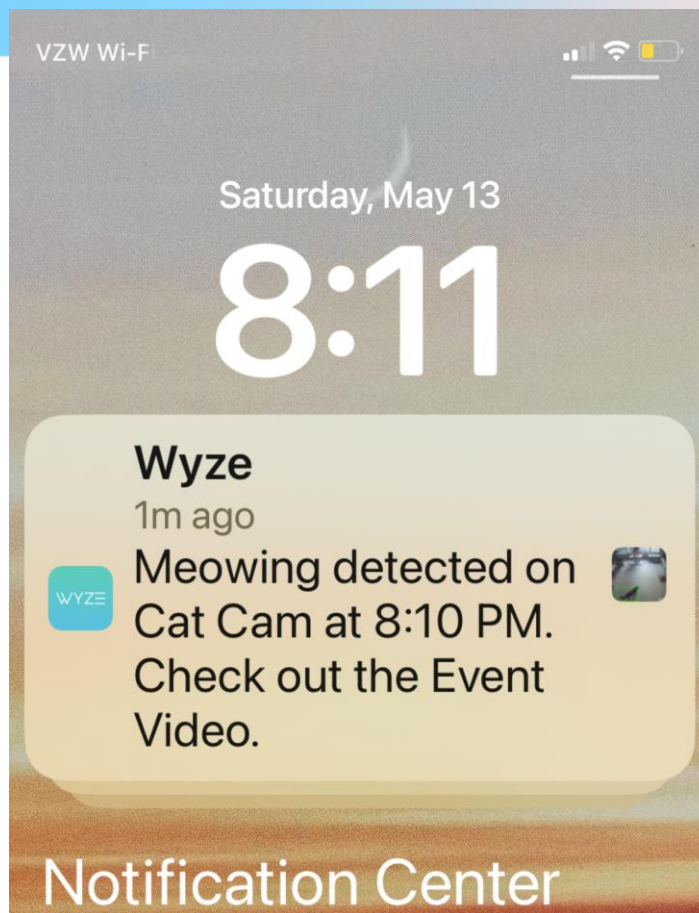 VZW Wi-F
Saturday, May 13
8:11
Wyze
1m ago
WYZE
Meowing detected on
Cat Cam at 8:10 PM.
Check out the Event
Video.
Notification Center